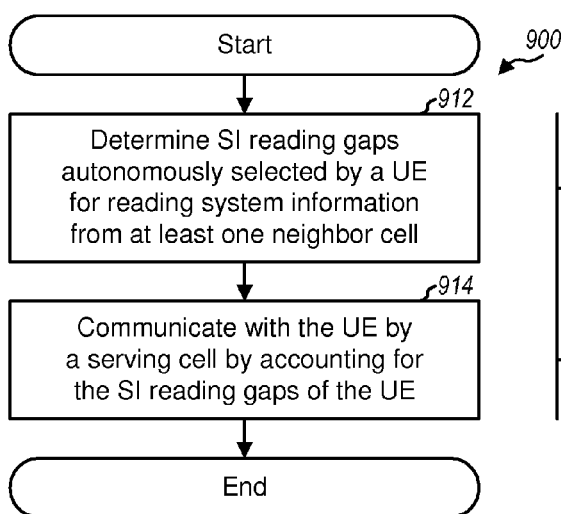 Start
900
912
Determine SI reading gaps
autonomously selected by a UE
for reading system information
from at least one neighbor cell
914
Communicate with the UE by
a serving cell by accounting for
the SI reading gaps of the UE
End